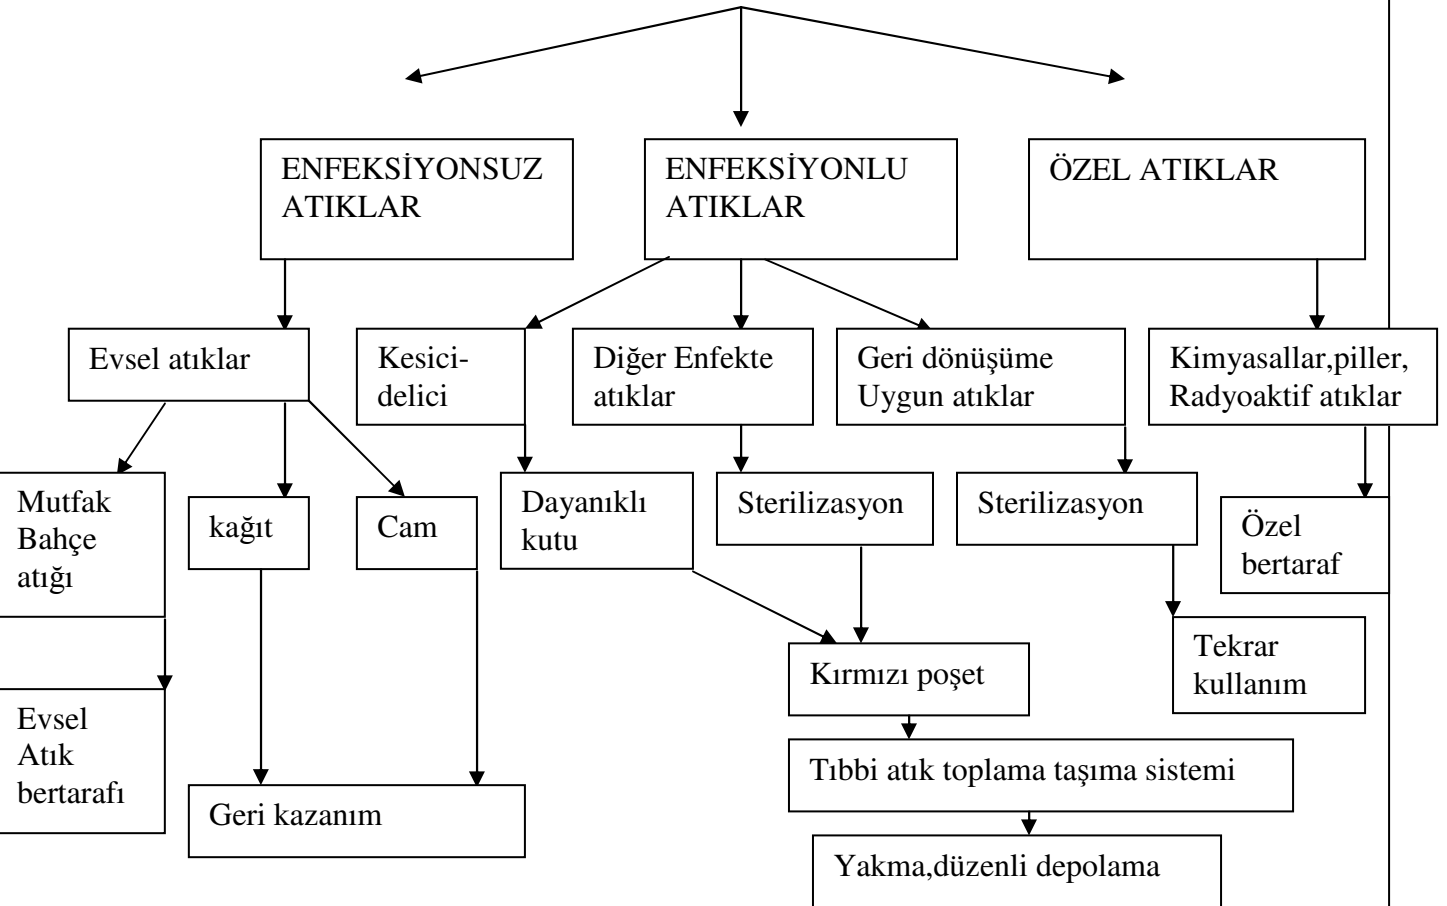 ENFEKSİYONSUZ
ATIKLAR
ENFEKSİYONLU
ATIKLAR
ÖZEL ATIKLAR
Evsel atıklar
Kesici-
delici
Diğer Enfekte
atıklar
Geri dönüşüme
Uygun atıklar
Kimyasallar,piller,
Radyoaktif atıklar
Mutfak
Bahçe
atığı
kağıt
Cam
Dayanıklı
kutu
Sterilizasyon
Sterilizasyon
Özel
bertaraf
Tekrar
kullanım
Kırmızı poşet
Evsel
Atık
bertarafı
Geri kazanım
Tıbbi atık toplama taşıma sistemi
Yakma,düzenli depolama